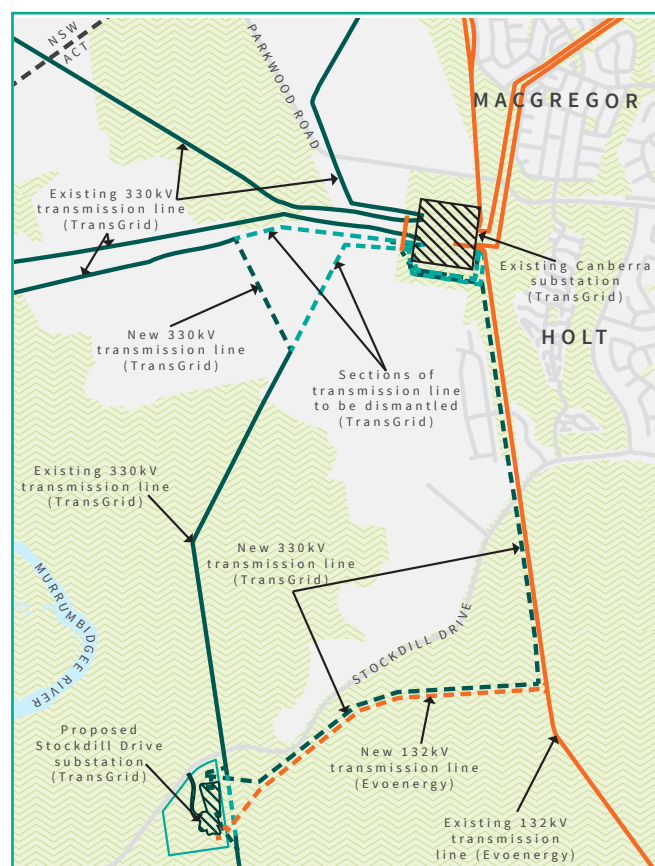 NSW
ACT
PARKWOOD ROAD
MACGREGOR
Existing 330kV
transmission line
(TransGrid)
Existing Canberra
substation
(TransGrid)
New 330kV
transmission line
(TransGrid)
HOLT
Sections of
transmission line
to be dismantled
(TransGrid)
Existing 330kV
transmission line
(TransGrid)
New 330kV
transmission line
(TransGrid)
MURRUMBIDGEE RIVER
STOCKDILL DRIVE
Proposed
Stockdill Drive
substation
(TransGrid)
New 132kV
transmission line
(Evoenergy)
Existing 132kV
transmission
line (Evoenergy)